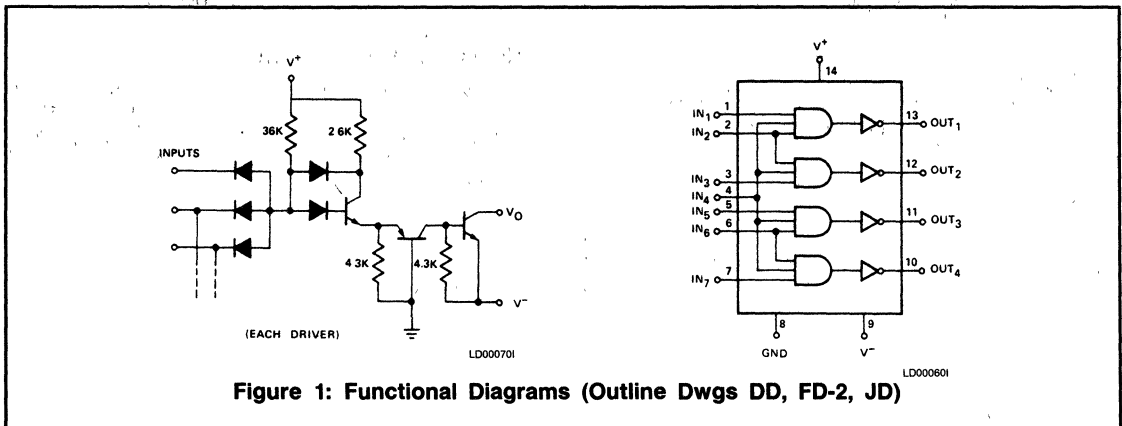 V+
36K
2 6K
INPUTS
VO
4 3K
4.3K
V-
(EACH DRIVER)
LD00070I
V+
14
IN1 1
IN2 2
IN3 3
IN4 4
IN5 5
IN6 6
IN7 7
13 OUT1
12 OUT2
11 OUT3
10 OUT4
8
9
GND
V-
LD00060I
Figure 1: Functional Diagrams (Outline Dwgs DD, FD-2, JD)